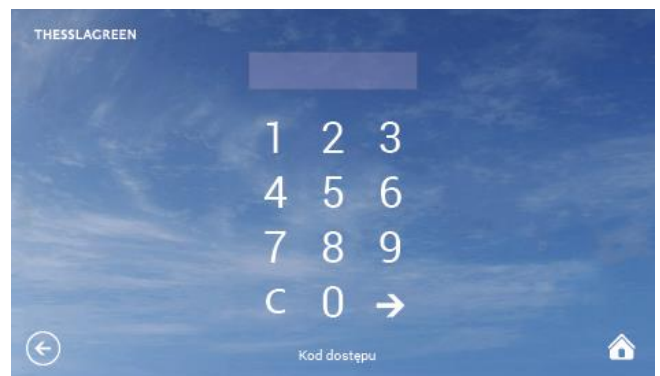 THESSLAGREEN
1 2 3
4 5 6
7 8 9
C 0 →
Kod dostępu